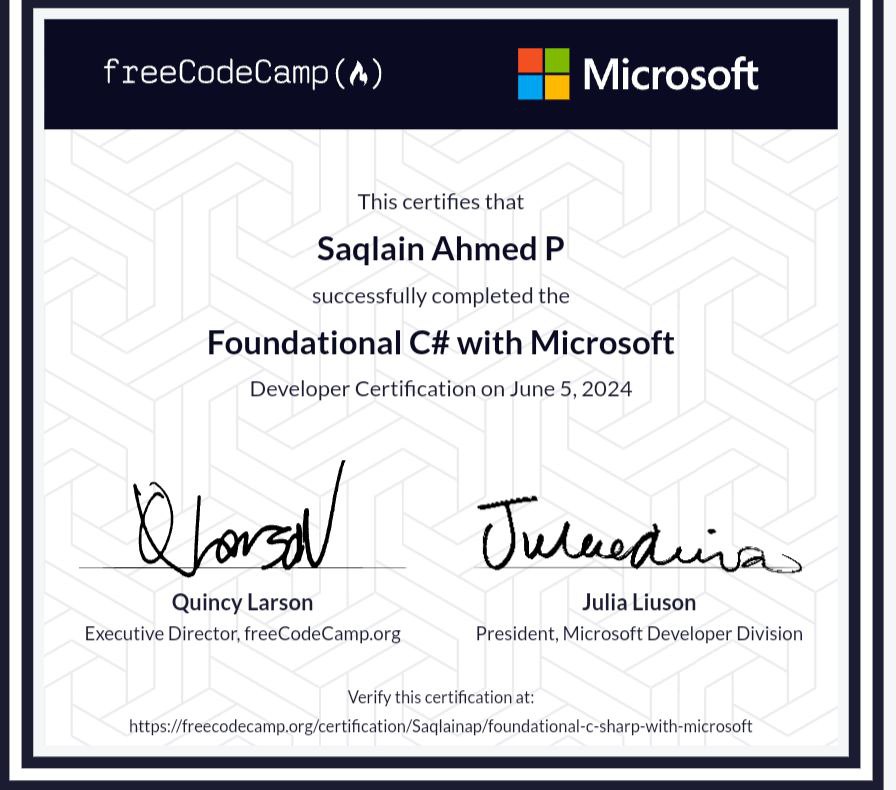 freeCodeCamp Microsoft
This certifies that
Saqlain Ahmed P
successfully completed the
Foundational C# with Microsoft
Developer Certification on June 5, 2024
Quincy Larson Julia Liuson
Executive Director, freeCodeCamp.org President, Microsoft Developer Division
Verify this certification at:
https://freecodecamp.org/certification/Saqlainap/foundational-c-sharp-with-microsoft